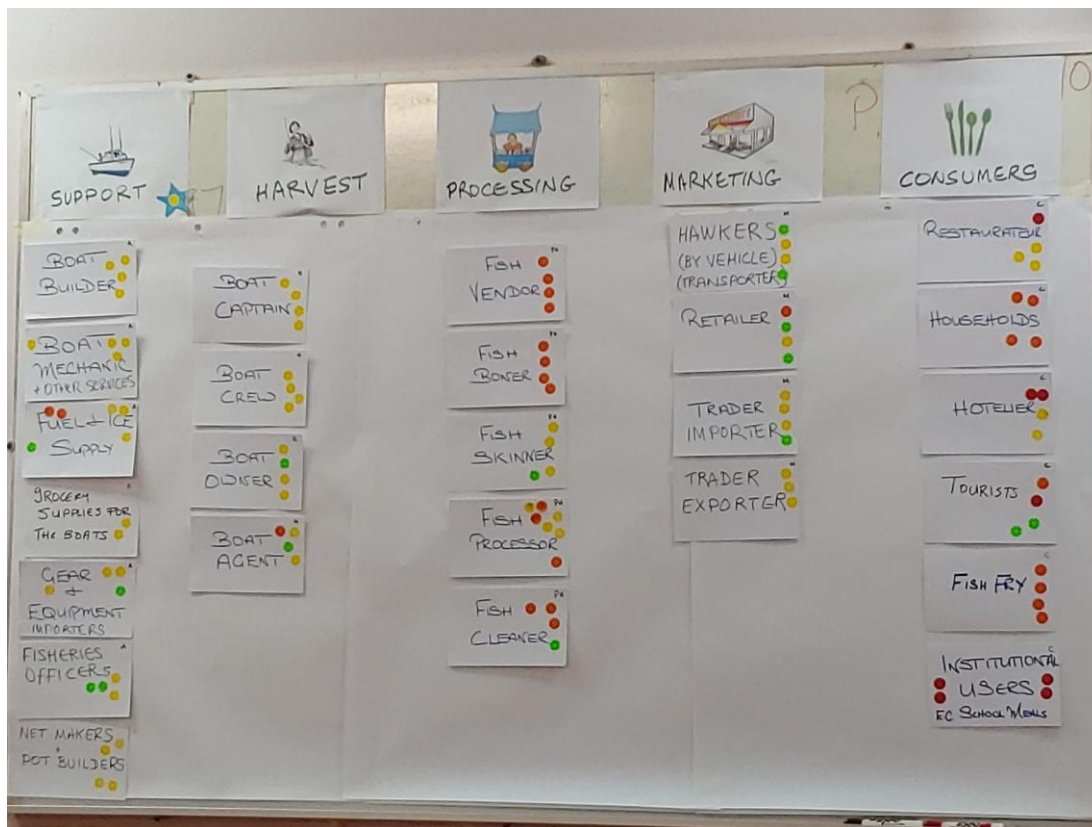 SUPPORT
BOAT
BUILDER
BOAT
MECHANIC
+ OTHER SERVICES
FUEL + ICE
SUPPLY
GROCERY
SUPPLIES FOR
THE BOATS
GEAR
+
EQUIPMENT
IMPORTERS
FISHERIES
OFFICERS
NET MAKERS
+
POT BUILDERS
HARVEST
BOAT
CAPTAIN
BOAT
CREW
BOAT
OWNER
BOAT
AGENT
PROCESSING
FISH
VENDOR
FISH
BONER
FISH
SKINNER
FISH
PROCESSOR
FISH
CLEANER
MARKETING
HAWKERS
(BY VEHICLE)
(TRANSPORTER)
RETAILER
TRADER
IMPORTER
TRADER
EXPORTER
P
CONSUMERS
RESTAURATEUR
HOUSEHOLDS
HOTELIER
TOURISTS
FISH FRY
INSTITUTIONAL
USERS
EC SCHOOL MEALS